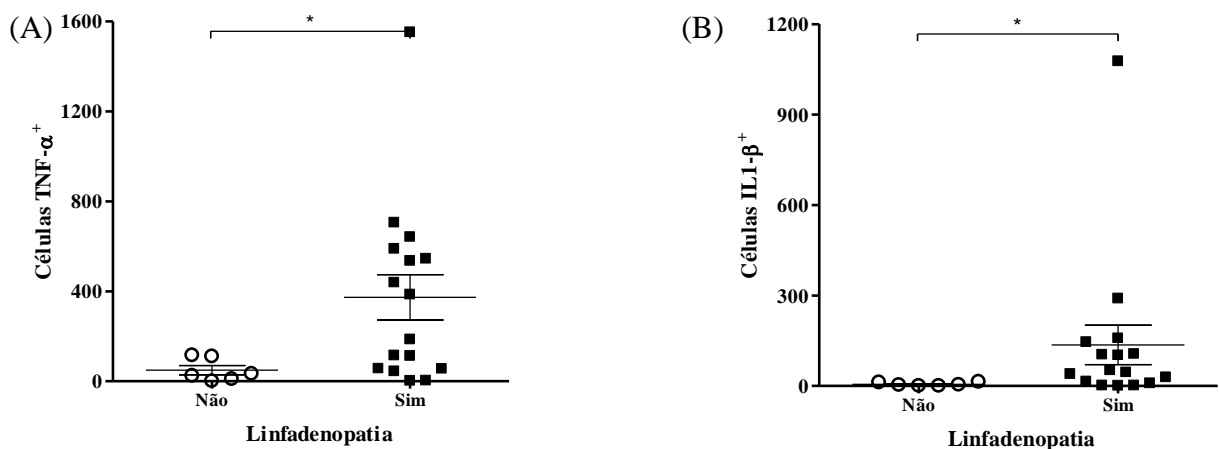 (A)
*
1600
1200
800
400
0
Células TNF-α⁺
Não
Sim
Linfadenopatia
(B)
*
1200
900
600
300
0
Células IL1-β⁺
Não
Sim
Linfadenopatia